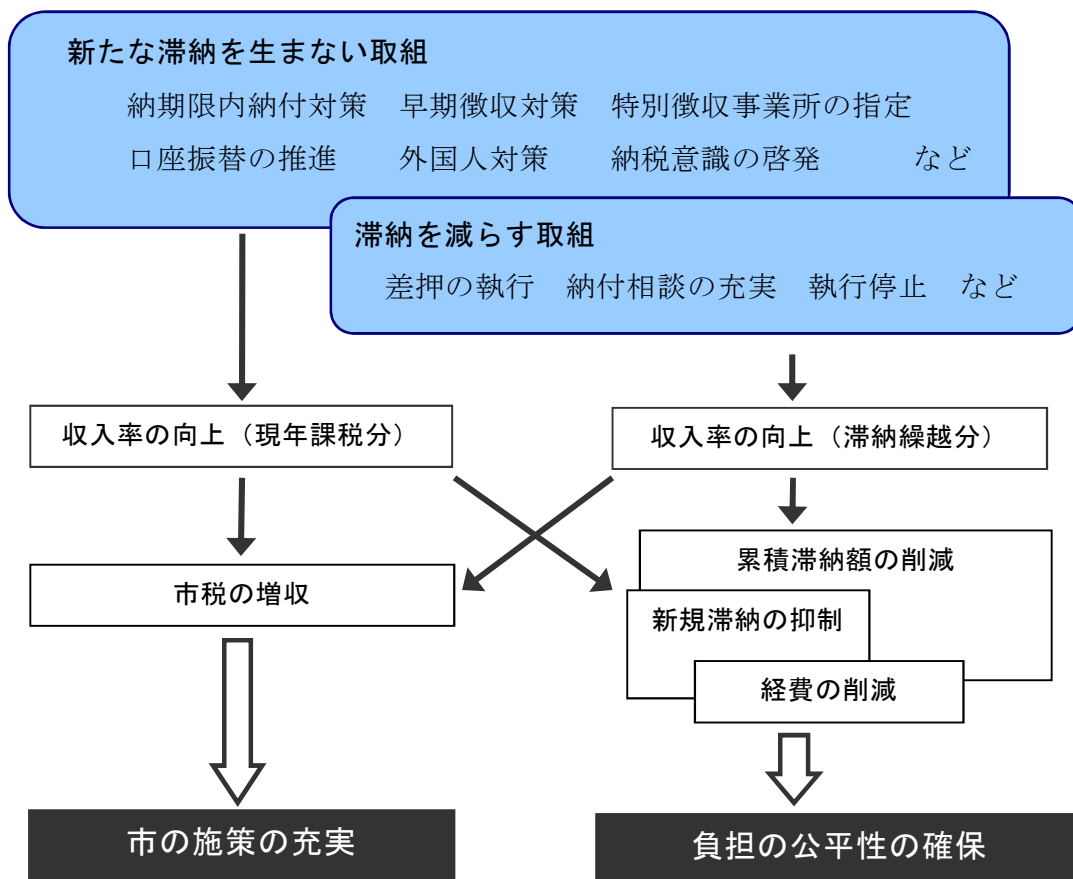 新たな滞納を生まない取組
納期限内納付対策　早期徴収対策　特別徴収事業所の指定
口座振替の推進　外国人対策　納税意識の啓発　など
滞納を減らす取組
差押の執行　納付相談の充実　執行停止　など
収入率の向上（現年課税分）
収入率の向上（滞納繰越分）
市税の増収
累積滞納額の削減
新規滞納の抑制
経費の削減
市の施策の充実
負担の公平性の確保